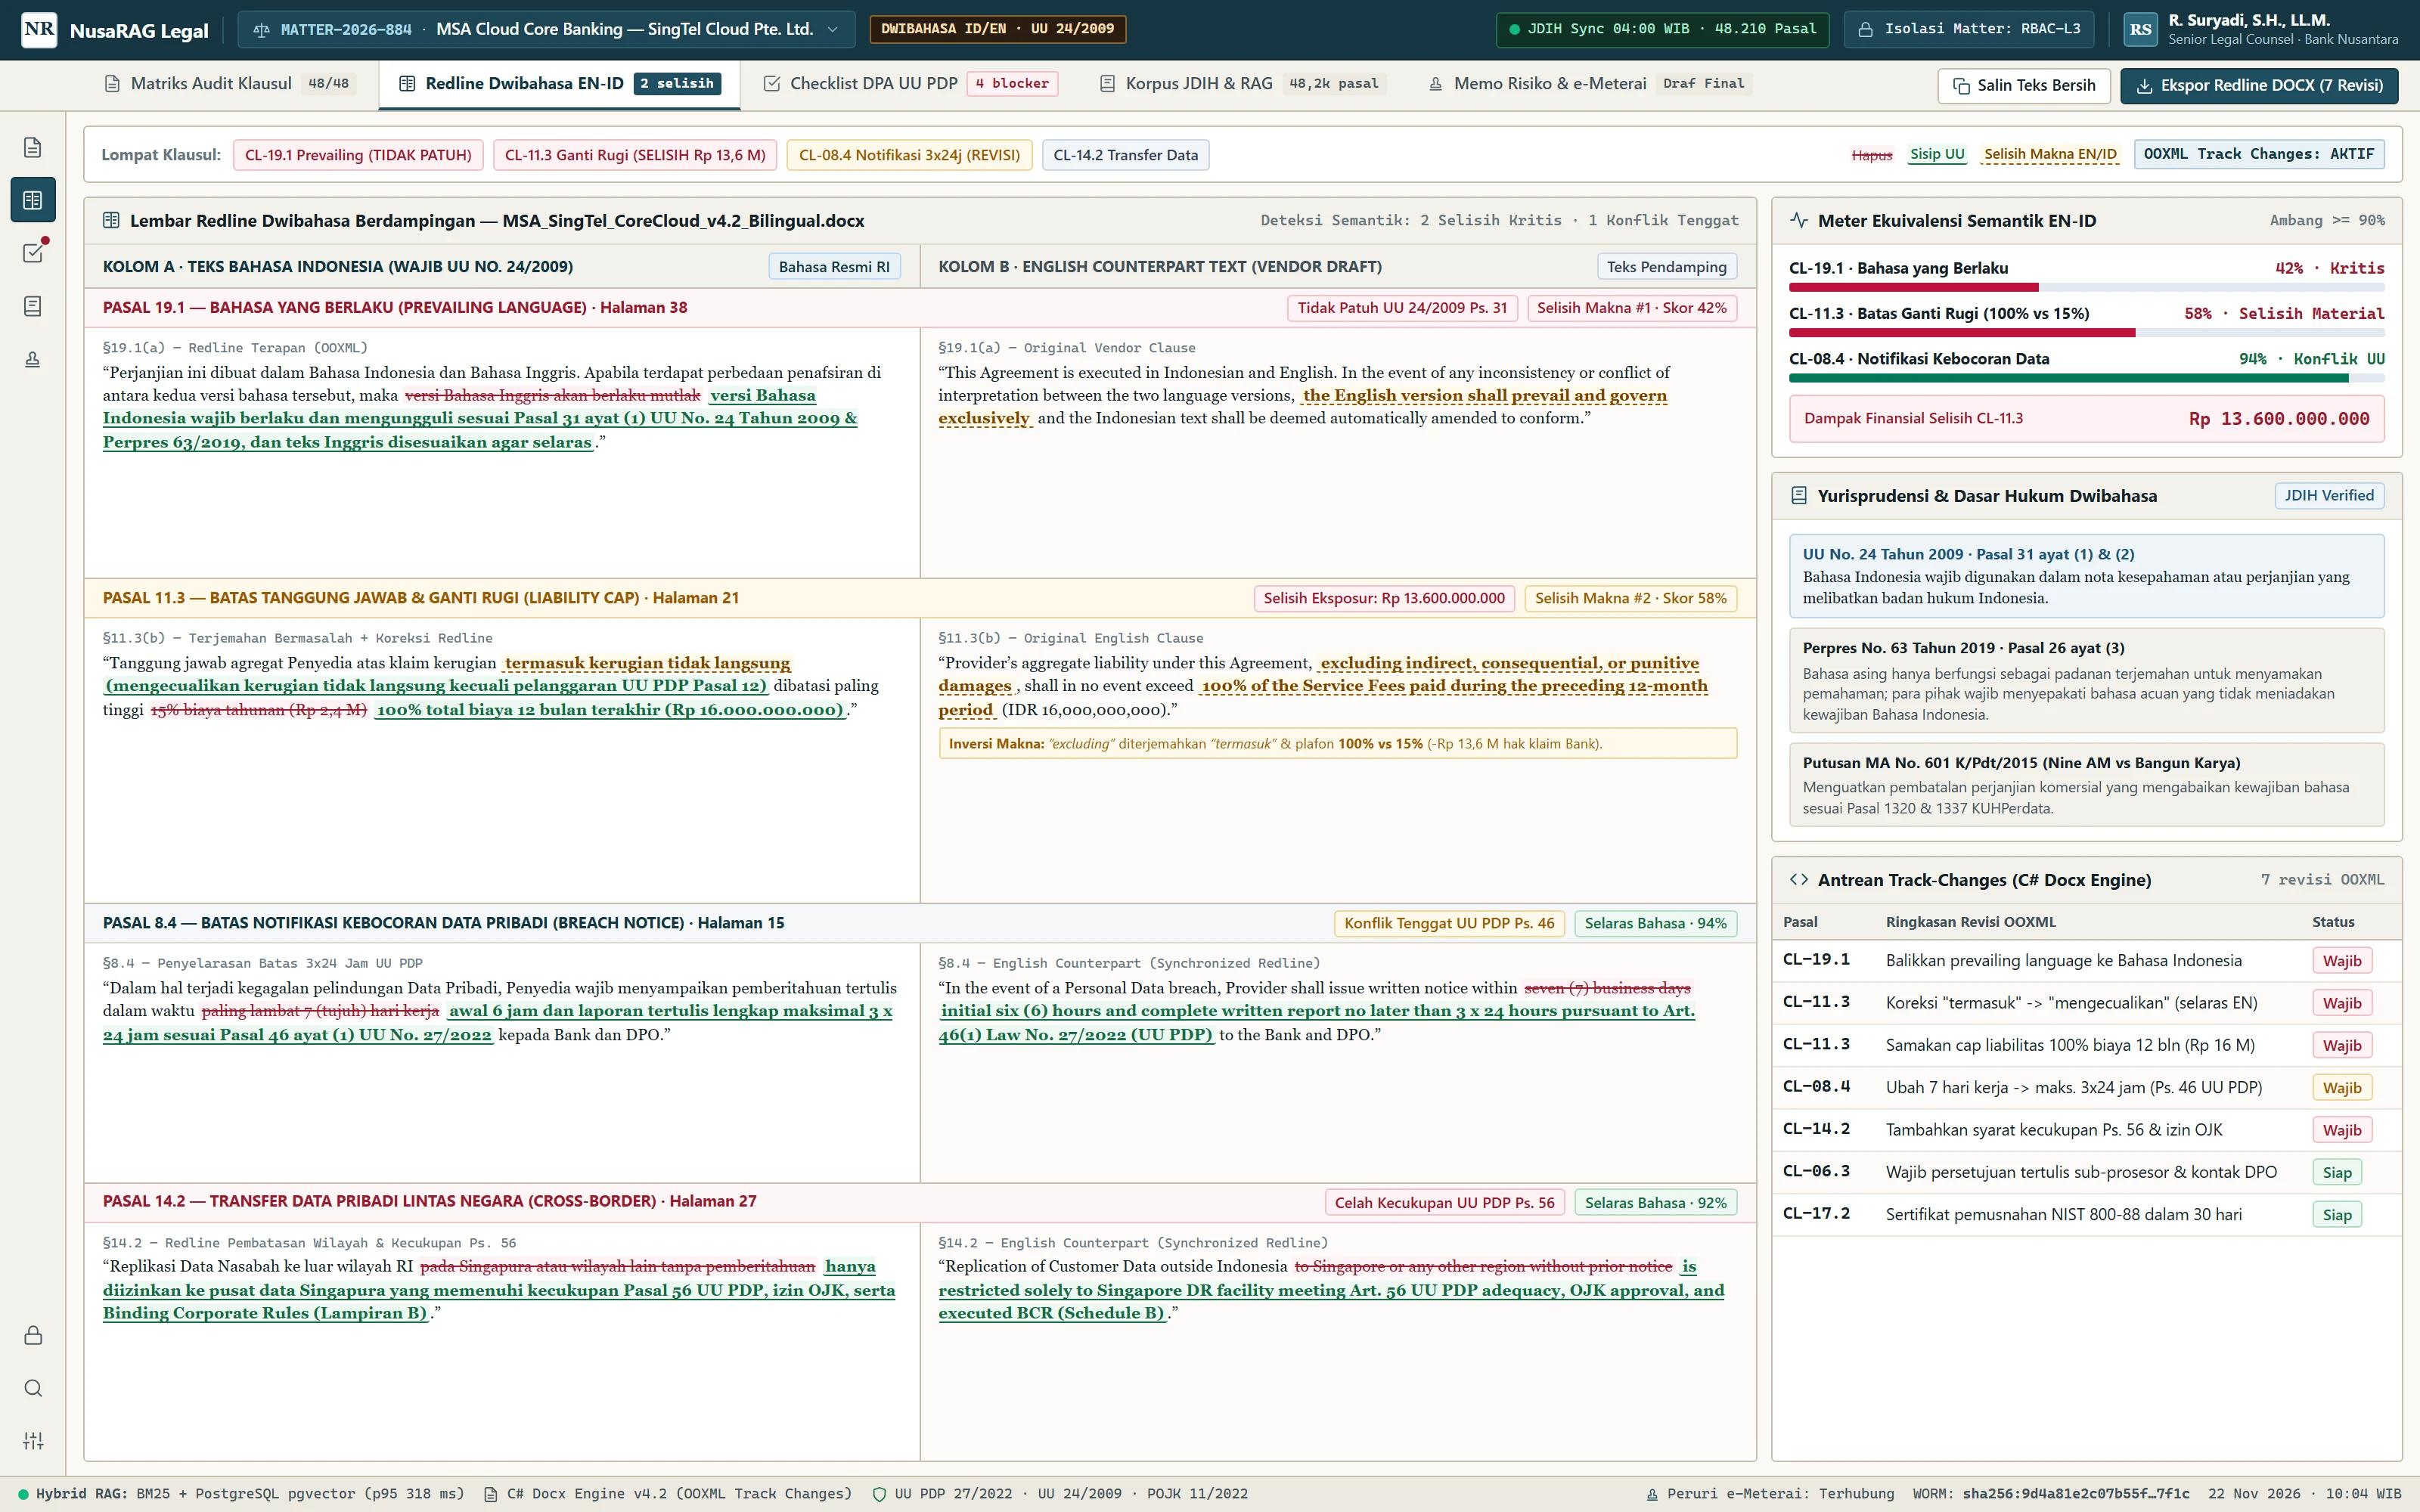 NR NusaRAG Legal MATTER-2026-884 · MSA Cloud Core Banking — SingTel Cloud Pte. Ltd. DWIBAHASA ID/EN · UU 24/2009 JDIH Sync 04:00 WIB · 48.210 Pasal Isolasi Matter: RBAC-L3 RS R. Suryadi, S.H., LL.M.
Senior Legal Counsel · Bank Nusantara
Matriks Audit Klausul 48/48 Redline Dwibahasa EN-ID 2 selisih Checklist DPA UU PDP 4 blocker Korpus JDIH & RAG 48,2k pasal Memo Risiko & e-Meterai Draf Final Salin Teks Bersih Ekspor Redline DOCX (7 Revisi)
Lompat Klausul: CL-19.1 Prevailing (TIDAK PATUH) CL-11.3 Ganti Rugi (SELISIH Rp 13,6 M) CL-08.4 Notifikasi 3x24j (REVISI) CL-14.2 Transfer Data Hapus Sisip UU Selisih Makna EN/ID OOXML Track Changes: AKTIF
Lembar Redline Dwibahasa Berdampingan — MSA_SingTel_CoreCloud_v4.2_Bilingual.docx Deteksi Semantik: 2 Selisih Kritis · 1 Konflik Tenggat
KOLOM A · TEKS BAHASA INDONESIA (WAJIB UU NO. 24/2009) Bahasa Resmi RI
KOLOM B · ENGLISH COUNTERPART TEXT (VENDOR DRAFT) Teks Pendamping
PASAL 19.1 — BAHASA YANG BERLAKU (PREVAILING LANGUAGE) · Halaman 38 Tidak Patuh UU 24/2009 Ps. 31 Selisih Makna #1 · Skor 42%
§19.1(a) — Redline Terapan (OOXML)
“Perjanjian ini dibuat dalam Bahasa Indonesia dan Bahasa Inggris. Apabila terdapat perbedaan penafsiran di
antara kedua versi bahasa tersebut, maka versi Bahasa Inggris akan berlaku mutlak versi Bahasa
Indonesia wajib berlaku dan mengungguli sesuai Pasal 31 ayat (1) UU No. 24 Tahun 2009 &
Perpres 63/2019, dan teks Inggris disesuaikan agar selaras.”
§19.1(a) — Original Vendor Clause
“This Agreement is executed in Indonesian and English. In the event of any inconsistency or conflict of
interpretation between the two language versions, the English version shall prevail and govern
exclusively and the Indonesian text shall be deemed automatically amended to conform.”
PASAL 11.3 — BATAS TANGGUNG JAWAB & GANTI RUGI (LIABILITY CAP) · Halaman 21 Selisih Eksposur: Rp 13.600.000.000 Selisih Makna #2 · Skor 58%
§11.3(b) — Terjemahan Bermasalah + Koreksi Redline
“Tanggung jawab agregat Penyedia atas klaim kerugian termasuk kerugian tidak langsung
(mengecualikan kerugian tidak langsung kecuali pelanggaran UU PDP Pasal 12) dibatasi paling
tinggi 15% biaya tahunan (Rp 2,4 M) 100% total biaya 12 bulan terakhir (Rp 16.000.000.000).”
§11.3(b) — Original English Clause
“Provider’s aggregate liability under this Agreement, excluding indirect, consequential, or punitive
damages , shall in no event exceed 100% of the Service Fees paid during the preceding 12-month
period (IDR 16,000,000,000).”
Inversi Makna: “excluding” diterjemahkan “termasuk” & plafon 100% vs 15% (-Rp 13,6 M hak klaim Bank).
PASAL 8.4 — BATAS NOTIFIKASI KEBOCORAN DATA PRIBADI (BREACH NOTICE) · Halaman 15 Konflik Tenggat UU PDP Ps. 46 Selaras Bahasa · 94%
§8.4 — Penyelarasan Batas 3x24 Jam UU PDP
“Dalam hal terjadi kegagalan pelindungan Data Pribadi, Penyedia wajib menyampaikan pemberitahuan tertulis
dalam waktu paling lambat 7 (tujuh) hari kerja awal 6 jam dan laporan tertulis lengkap maksimal 3 x
24 jam sesuai Pasal 46 ayat (1) UU No. 27/2022 kepada Bank dan DPO.”
§8.4 — English Counterpart (Synchronized Redline)
“In the event of a Personal Data breach, Provider shall issue written notice within seven (7) business days
initial six (6) hours and complete written report no later than 3 x 24 hours pursuant to Art.
46(1) Law No. 27/2022 (UU PDP) to the Bank and DPO.”
PASAL 14.2 — TRANSFER DATA PRIBADI LINTAS NEGARA (CROSS-BORDER) · Halaman 27 Celah Kecukupan UU PDP Ps. 56 Selaras Bahasa · 92%
§14.2 — Redline Pembatasan Wilayah & Kecukupan Ps. 56
“Replikasi Data Nasabah ke luar wilayah RI pada Singapura atau wilayah lain tanpa pemberitahuan hanya
diizinkan ke pusat data Singapura yang memenuhi kecukupan Pasal 56 UU PDP, izin OJK, serta
Binding Corporate Rules (Lampiran B).”
§14.2 — English Counterpart (Synchronized Redline)
“Replication of Customer Data outside Indonesia to Singapore or any other region without prior notice is
restricted solely to Singapore DR facility meeting Art. 56 UU PDP adequacy, OJK approval, and
executed BCR (Schedule B).”
Meter Ekuivalensi Semantik EN-ID Ambang >= 90%
CL-19.1 · Bahasa yang Berlaku 42% · Kritis
CL-11.3 · Batas Ganti Rugi (100% vs 15%) 58% · Selisih Material
CL-08.4 · Notifikasi Kebocoran Data 94% · Konflik UU
Dampak Finansial Selisih CL-11.3 Rp 13.600.000.000
Yurisprudensi & Dasar Hukum Dwibahasa JDIH Verified
UU No. 24 Tahun 2009 · Pasal 31 ayat (1) & (2)
Bahasa Indonesia wajib digunakan dalam nota kesepahaman atau perjanjian yang
melibatkan badan hukum Indonesia.
Perpres No. 63 Tahun 2019 · Pasal 26 ayat (3)
Bahasa asing hanya berfungsi sebagai padanan terjemahan untuk menyamakan
pemahaman; para pihak wajib menyepakati bahasa acuan yang tidak meniadakan
kewajiban Bahasa Indonesia.
Putusan MA No. 601 K/Pdt/2015 (Nine AM vs Bangun Karya)
Menguatkan pembatalan perjanjian komersial yang mengabaikan kewajiban bahasa
sesuai Pasal 1320 & 1337 KUHPerdata.
Antrean Track-Changes (C# Docx Engine) 7 revisi OOXML
Pasal Ringkasan Revisi OOXML Status
CL-19.1 Balikkan prevailing language ke Bahasa Indonesia Wajib
CL-11.3 Koreksi "termasuk" -> "mengecualikan" (selaras EN) Wajib
CL-11.3 Samakan cap liabilitas 100% biaya 12 bln (Rp 16 M) Wajib
CL-08.4 Ubah 7 hari kerja -> maks. 3x24 jam (Ps. 46 UU PDP) Wajib
CL-14.2 Tambahkan syarat kecukupan Ps. 56 & izin OJK Wajib
CL-06.3 Wajib persetujuan tertulis sub-prosesor & kontak DPO Siap
CL-17.2 Sertifikat pemusnahan NIST 800-88 dalam 30 hari Siap
Hybrid RAG: BM25 + PostgreSQL pgvector (p95 318 ms) C# Docx Engine v4.2 (OOXML Track Changes) UU PDP 27/2022 · UU 24/2009 · POJK 11/2022 Peruri e-Meterai: Terhubung WORM: sha256:9d4a81e2c07b55f…7f1c 22 Nov 2026 · 10:04 WIB